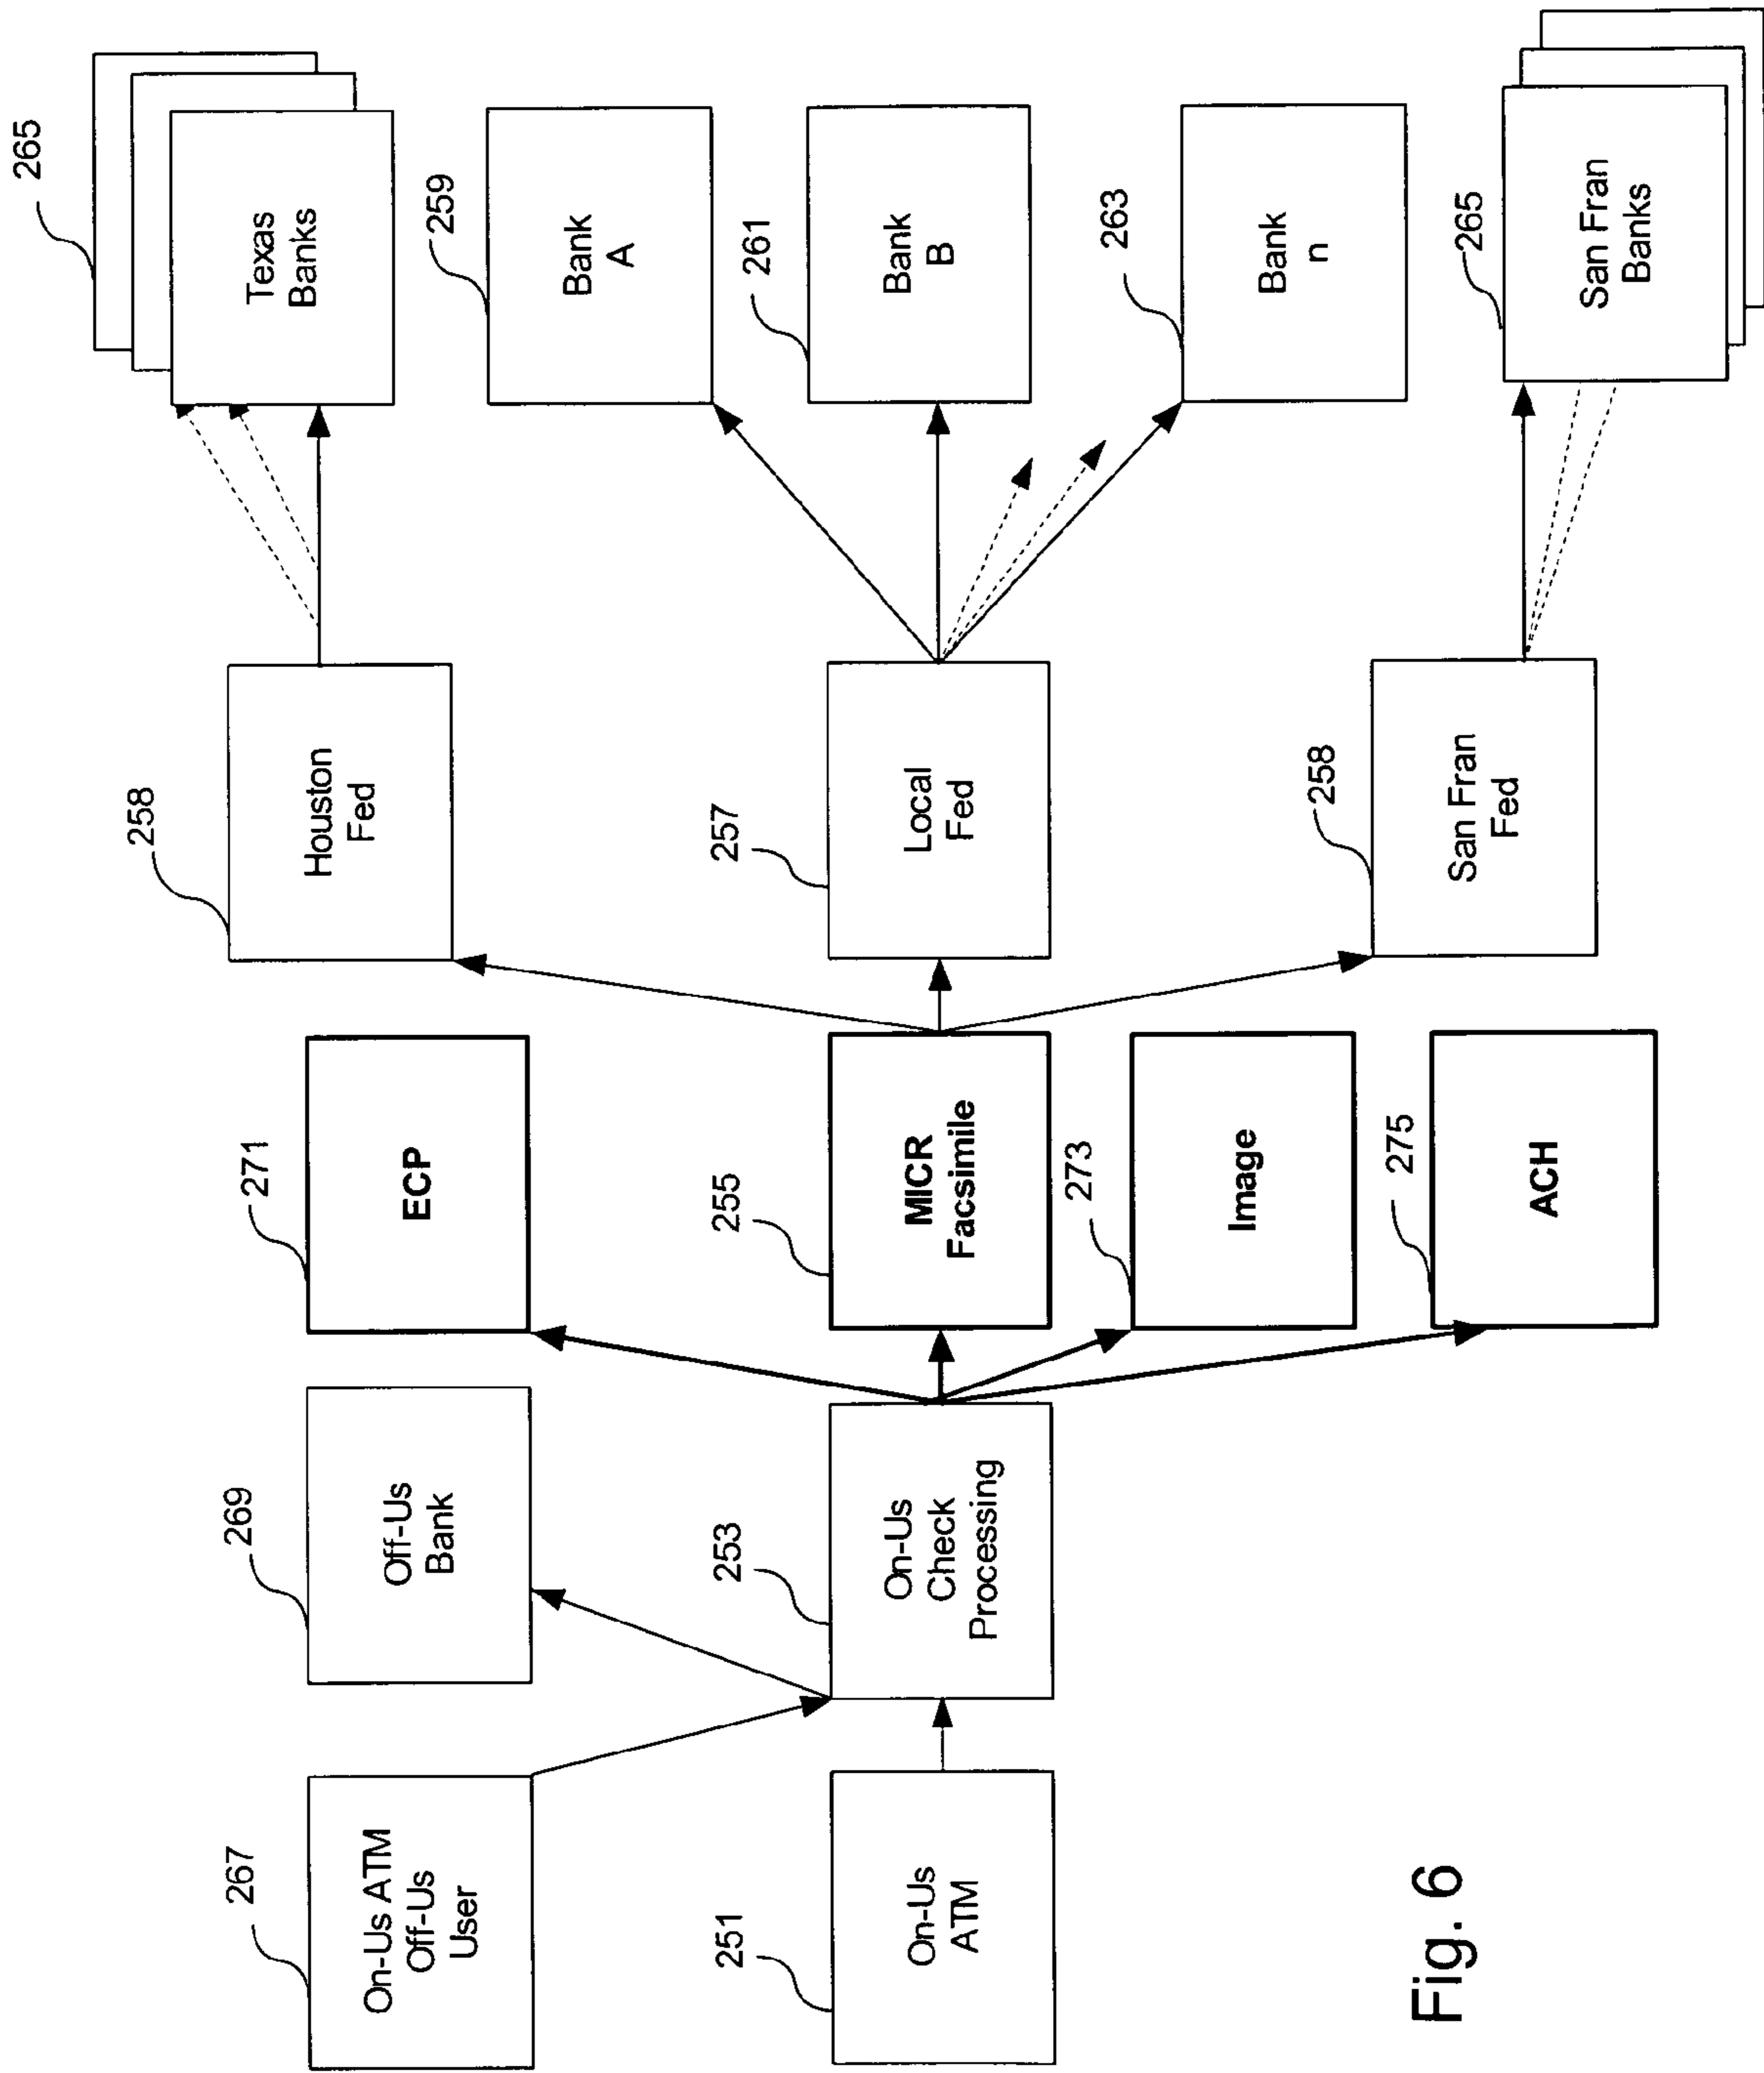 267
On-Us ATM
Off-Us
User
269
Off-Us
Bank
271
ECP
258
Houston
Fed
265
Texas
Banks
259
Bank
A
251
On-Us
ATM
253
On-Us
Check
Processing
255
MICR
Facsimile
257
Local
Fed
261
Bank
B
273
Image
263
Bank
n
275
ACH
258
San Fran
Fed
265
San Fran
Banks
Fig. 6